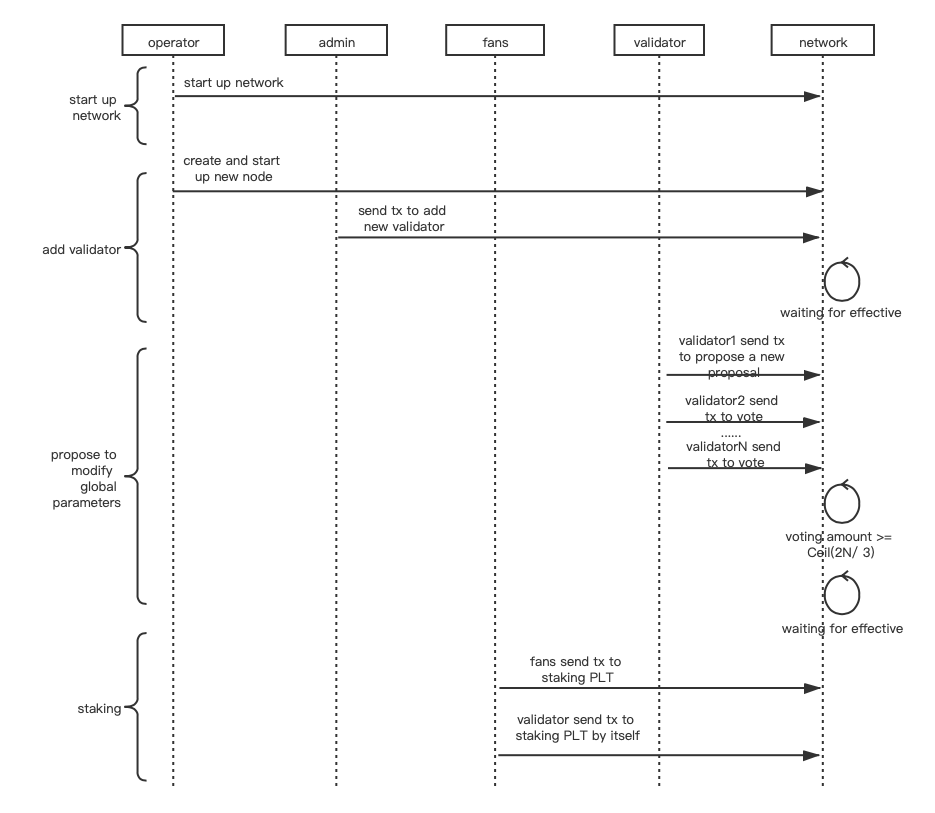 operator
admin
fans
validator
network
start up network
start up
network
create and start
up new node
send tx to add
new validator
add validator
waiting for effective
validator1 send tx
to propose a new
proposal
validator2 send
tx to vote
......
validatorN send
tx to vote
propose to
modify
global
parameters
voting amount >=
Ceil(2N/ 3)
waiting for effective
fans send tx to
staking PLT
staking
validator send tx to
staking PLT by itself